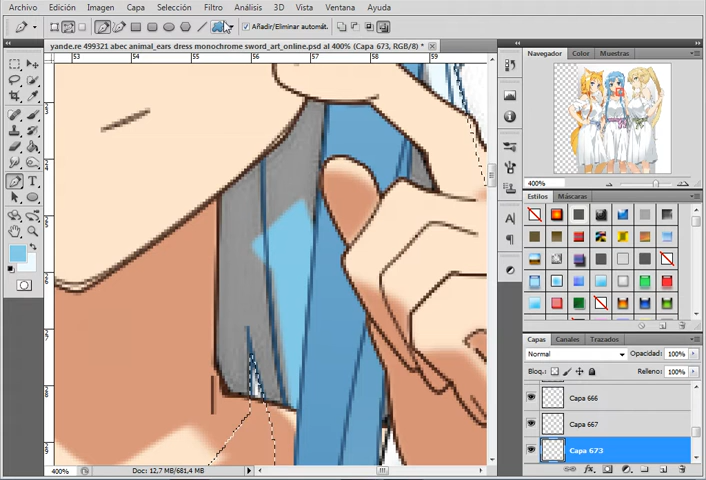 Archivo Edición Imagen Capa Selección Filtro Análisis 3D Vista Ventana Ayuda
Añadir/Eliminar automát.
yande.re 499321 abec animal_ears dress monochrome sword_art_online.psd al 400% (Capa 673, RGB/8) *
53 55 56 57 58 59
Navegador Color Muestras
400%
Estilos Máscaras
Capas Canales Trazados
Normal Opacidad: 100%
Bloq.: Relleno: 100%
Capa 666
Capa 667
Capa 673
400% Doc: 12,7 MB/681,4 MB